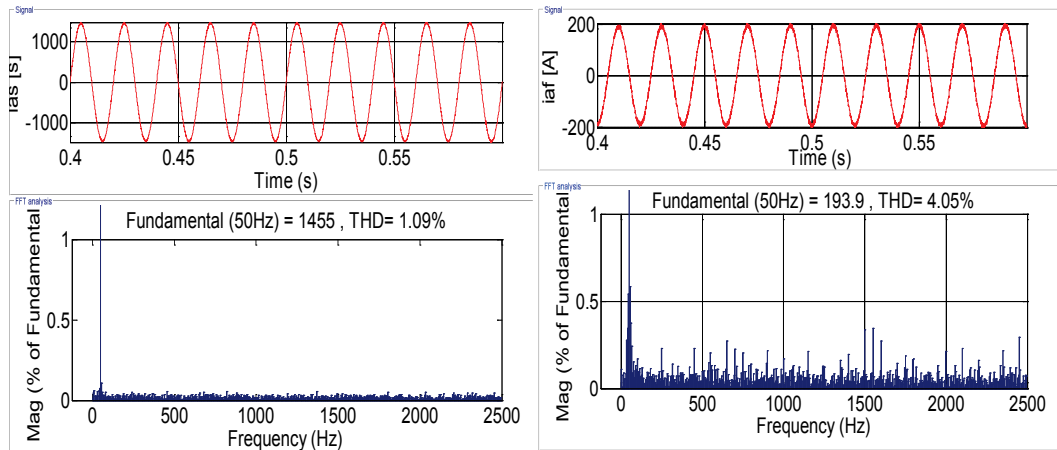 Signal
ias [S]
1000
0
-1000
0.4 0.45 0.5 0.55
Time (s)
FFT analysis
Fundamental (50Hz) = 1455 , THD= 1.09%
Mag (% of Fundamental
1
0.5
0
0 500 1000 1500 2000 2500
Frequency (Hz)
Signal
iaf [A]
200
0
-200
0.4 0.45 0.5 0.55
Time (s)
FFT analysis
Fundamental (50Hz) = 193.9 , THD= 4.05%
Mag (% of Fundamental
1
0.5
0
0 500 1000 1500 2000 2500
Frequency (Hz)